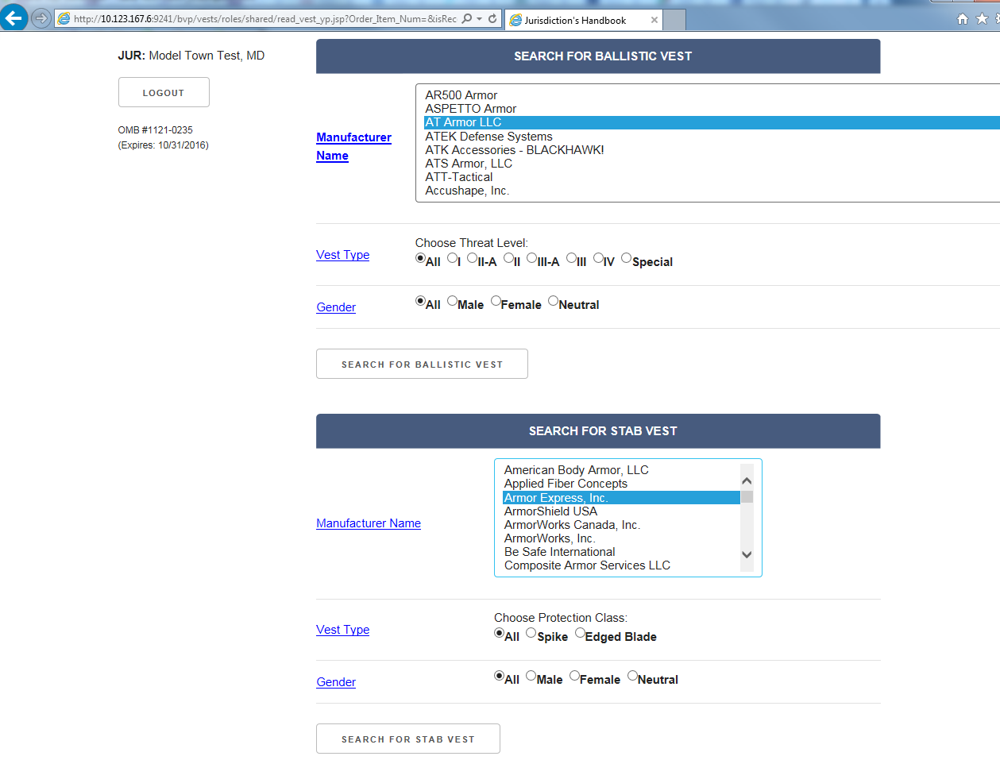 http://10.123.167.6:9241/bvp/vests/roles/shared/read_vest_yp.jsp?Order_Item_Num=&isRec
Jurisdiction's Handbook
JUR: Model Town Test, MD
LOGOUT
OMB #1121-0235
(Expires: 10/31/2016)
SEARCH FOR BALLISTIC VEST
Manufacturer
Name
AR500 Armor
ASPETTO Armor
AT Armor LLC
ATEK Defense Systems
ATK Accessories - BLACKHAWK!
ATS Armor, LLC
ATT-Tactical
Accushape, Inc.
Vest Type
Choose Threat Level:
All I II-A II III-A III IV Special
Gender
All Male Female Neutral
SEARCH FOR BALLISTIC VEST
SEARCH FOR STAB VEST
Manufacturer Name
American Body Armor, LLC
Applied Fiber Concepts
Armor Express, Inc.
ArmorShield USA
ArmorWorks Canada, Inc.
ArmorWorks, Inc.
Be Safe International
Composite Armor Services LLC
Vest Type
Choose Protection Class:
All Spike Edged Blade
Gender
All Male Female Neutral
SEARCH FOR STAB VEST